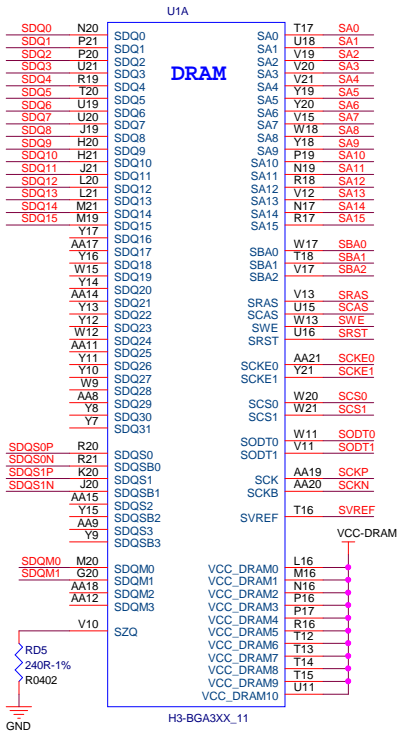 U1A
DRAM
SDQ0 N20 SDQ0
SDQ1 P21 SDQ1
SDQ2 P20 SDQ2
SDQ3 U21 SDQ3
SDQ4 R19 SDQ4
SDQ5 T20 SDQ5
SDQ6 U19 SDQ6
SDQ7 U20 SDQ7
SDQ8 J19 SDQ8
SDQ9 H20 SDQ9
SDQ10 H21 SDQ10
SDQ11 J21 SDQ11
SDQ12 L20 SDQ12
SDQ13 L21 SDQ13
SDQ14 M21 SDQ14
SDQ15 M19 SDQ15
Y17 SDQ16
AA17 SDQ17
Y16 SDQ18
W15 SDQ19
Y14 SDQ20
AA14 SDQ21
Y13 SDQ22
Y12 SDQ23
W12 SDQ24
AA11 SDQ25
Y11 SDQ26
Y10 SDQ27
W9 SDQ28
AA8 SDQ29
Y8 SDQ30
Y7 SDQ31
SDQS0P R20 SDQS0
SDQS0N R21 SDQSB0
SDQS1P K20 SDQS1
SDQS1N J20 SDQSB1
AA15 SDQS2
Y15 SDQSB2
AA9 SDQS3
Y9 SDQSB3
SDQM0 M20 SDQM0
SDQM1 G20 SDQM1
AA18 SDQM2
AA12 SDQM3
V10 SZQ
RD5
240R-1%
R0402
GND
SA0 T17 SA0
SA1 U18 SA1
SA2 V19 SA2
SA3 V20 SA3
SA4 V21 SA4
SA5 Y19 SA5
SA6 Y20 SA6
SA7 V15 SA7
SA8 W18 SA8
SA9 Y18 SA9
SA10 P19 SA10
SA11 N19 SA11
SA12 R18 SA12
SA13 V12 SA13
SA14 N17 SA14
SA15 R17 SA15
SBA0 W17 SBA0
SBA1 T18 SBA1
SBA2 V17 SBA2
SRAS V13 SRAS
SCAS U15 SCAS
SWE W13 SWE
SRST U16 SRST
SCKE0 AA21 SCKE0
SCKE1 Y21 SCKE1
SCS0 W20 SCS0
SCS1 W21 SCS1
SODT0 W11 SODT0
SODT1 V11 SODT1
SCK AA19 SCKP
SCKB AA20 SCKN
SVREF T16 SVREF
VCC-DRAM
VCC_DRAM0 L16
VCC_DRAM1 M16
VCC_DRAM2 N16
VCC_DRAM3 P16
VCC_DRAM4 P17
VCC_DRAM5 R16
VCC_DRAM6 T12
VCC_DRAM7 T13
VCC_DRAM8 T14
VCC_DRAM9 T15
VCC_DRAM10 U11
H3-BGA3XX_11